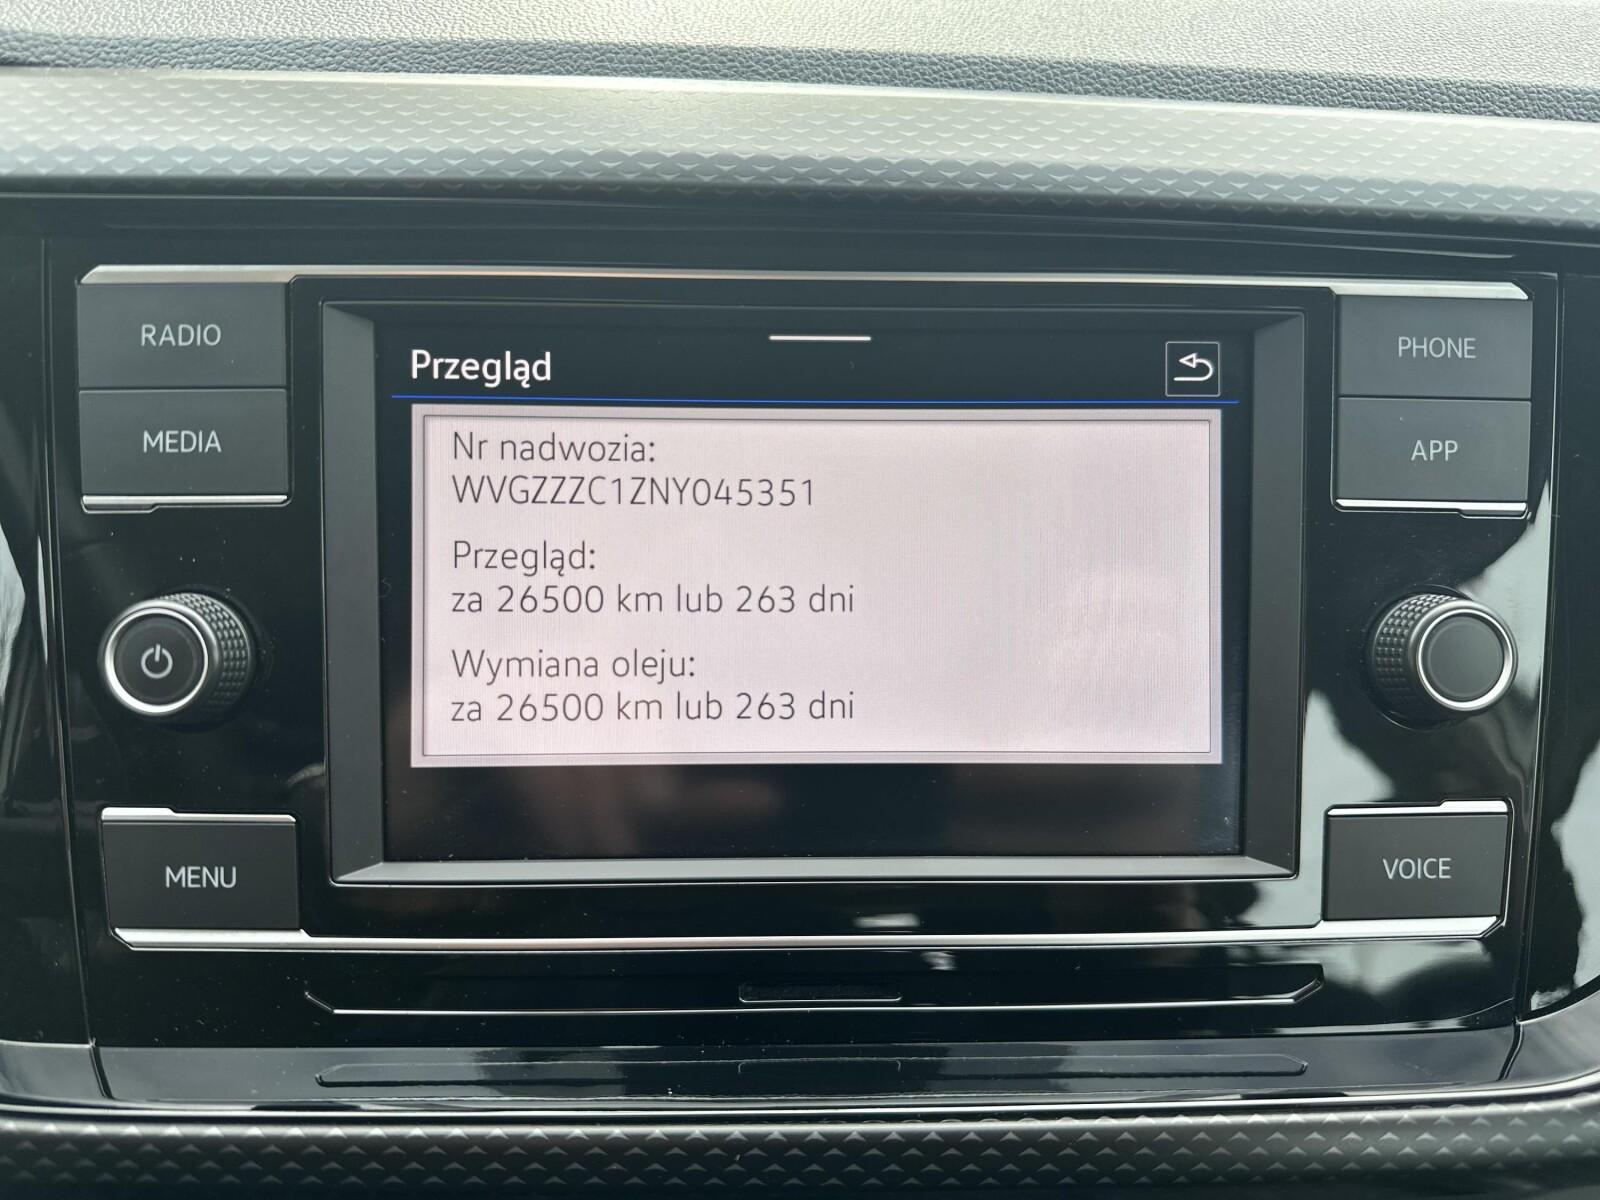 RADIO
MEDIA
MENU
Przegląd
Nr nadwozia:
WVGZZZC1ZNY045351
Przegląd:
za 26500 km lub 263 dni
Wymiana oleju:
za 26500 km lub 263 dni
PHONE
APP
VOICE